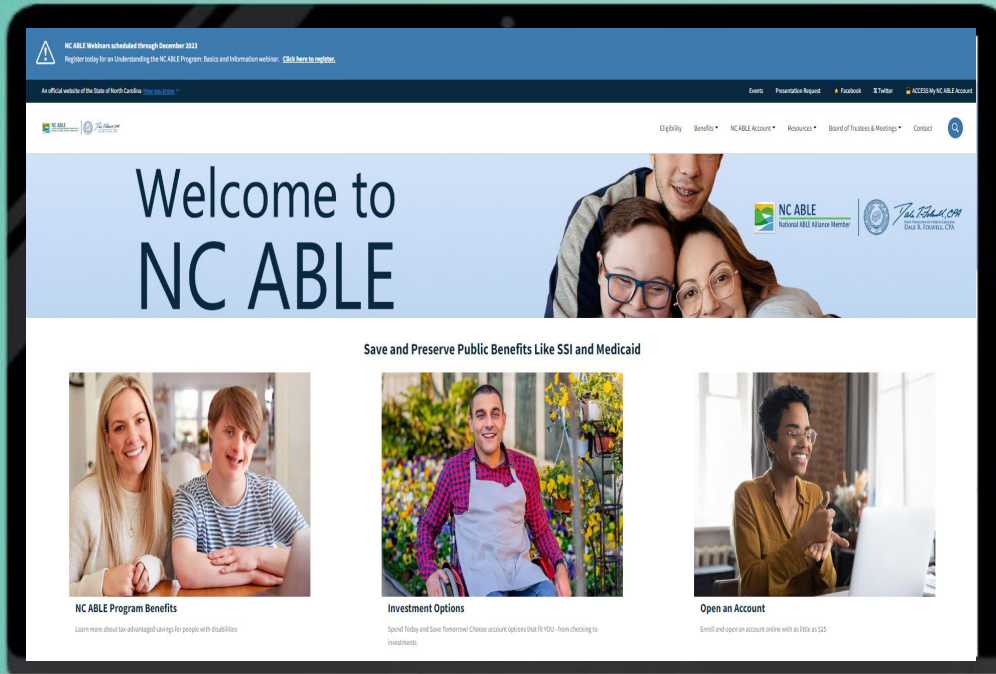 NC ABLE Webinars scheduled through December 2023
Register today for an Understanding the NC ABLE Program: Basics and Information webinar. Click here to register.
An official website of the State of North Carolina How you know
Events Presentation Request Facebook X Twitter ACCESS My NC ABLE Account
NC ABLE
Eligibility Benefits NC ABLE Account Resources Board of Trustees & Meetings Contact
Welcome to
NC ABLE
NC ABLE
National ABLE Alliance Member
DALE R. FOLWELL, CPA
Save and Preserve Public Benefits Like SSI and Medicaid
NC ABLE Program Benefits
Learn more about tax-advantaged savings for people with disabilities
Investment Options
Spend Today and Save Tomorrow! Choose account options that fit YOU - from checking to
investments
Open an Account
Enroll and open an account online with as little as $25